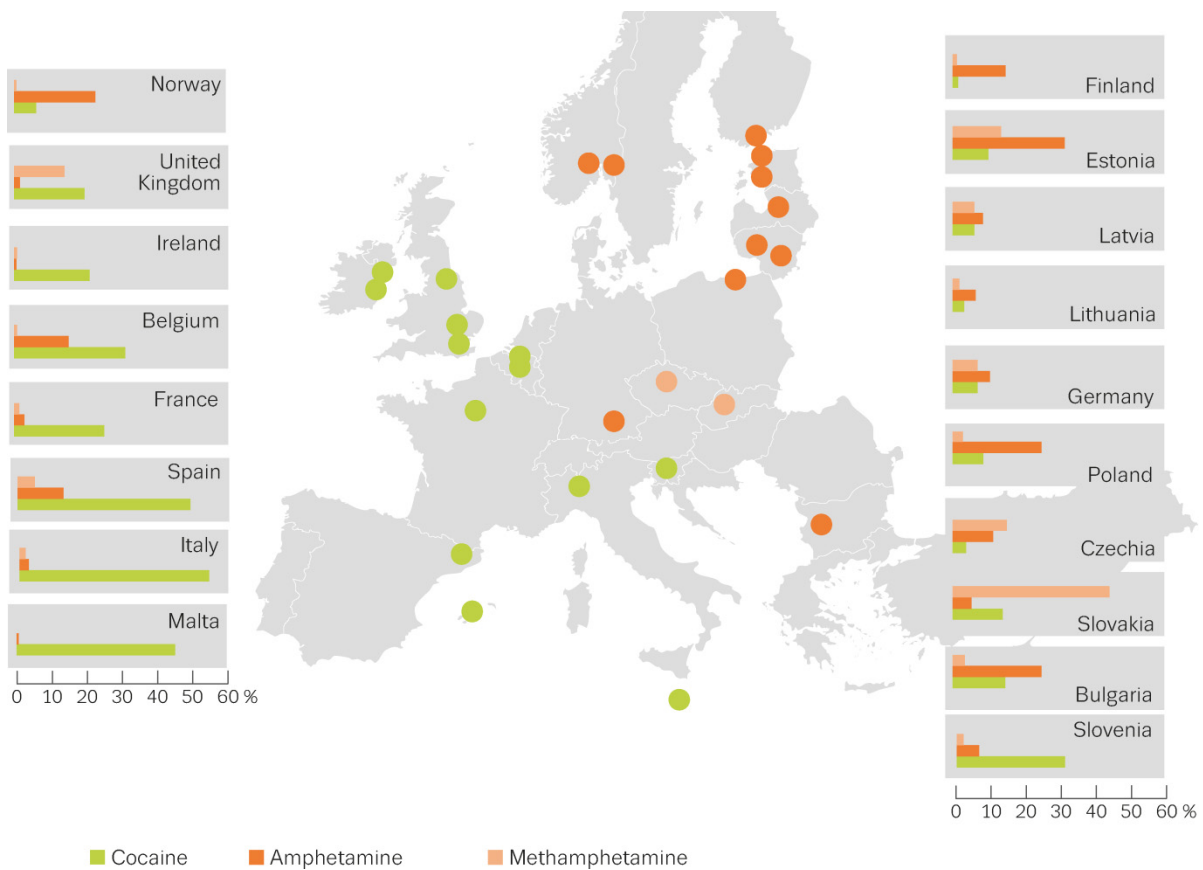 Norway
United
Kingdom
Ireland
Belgium
France
Spain
Italy
Malta
0 10 20 30 40 50 60 %
Finland
Estonia
Latvia
Lithuania
Germany
Poland
Czechia
Slovakia
Bulgaria
Slovenia
0 10 20 30 40 50 60 %
Cocaine Amphetamine Methamphetamine